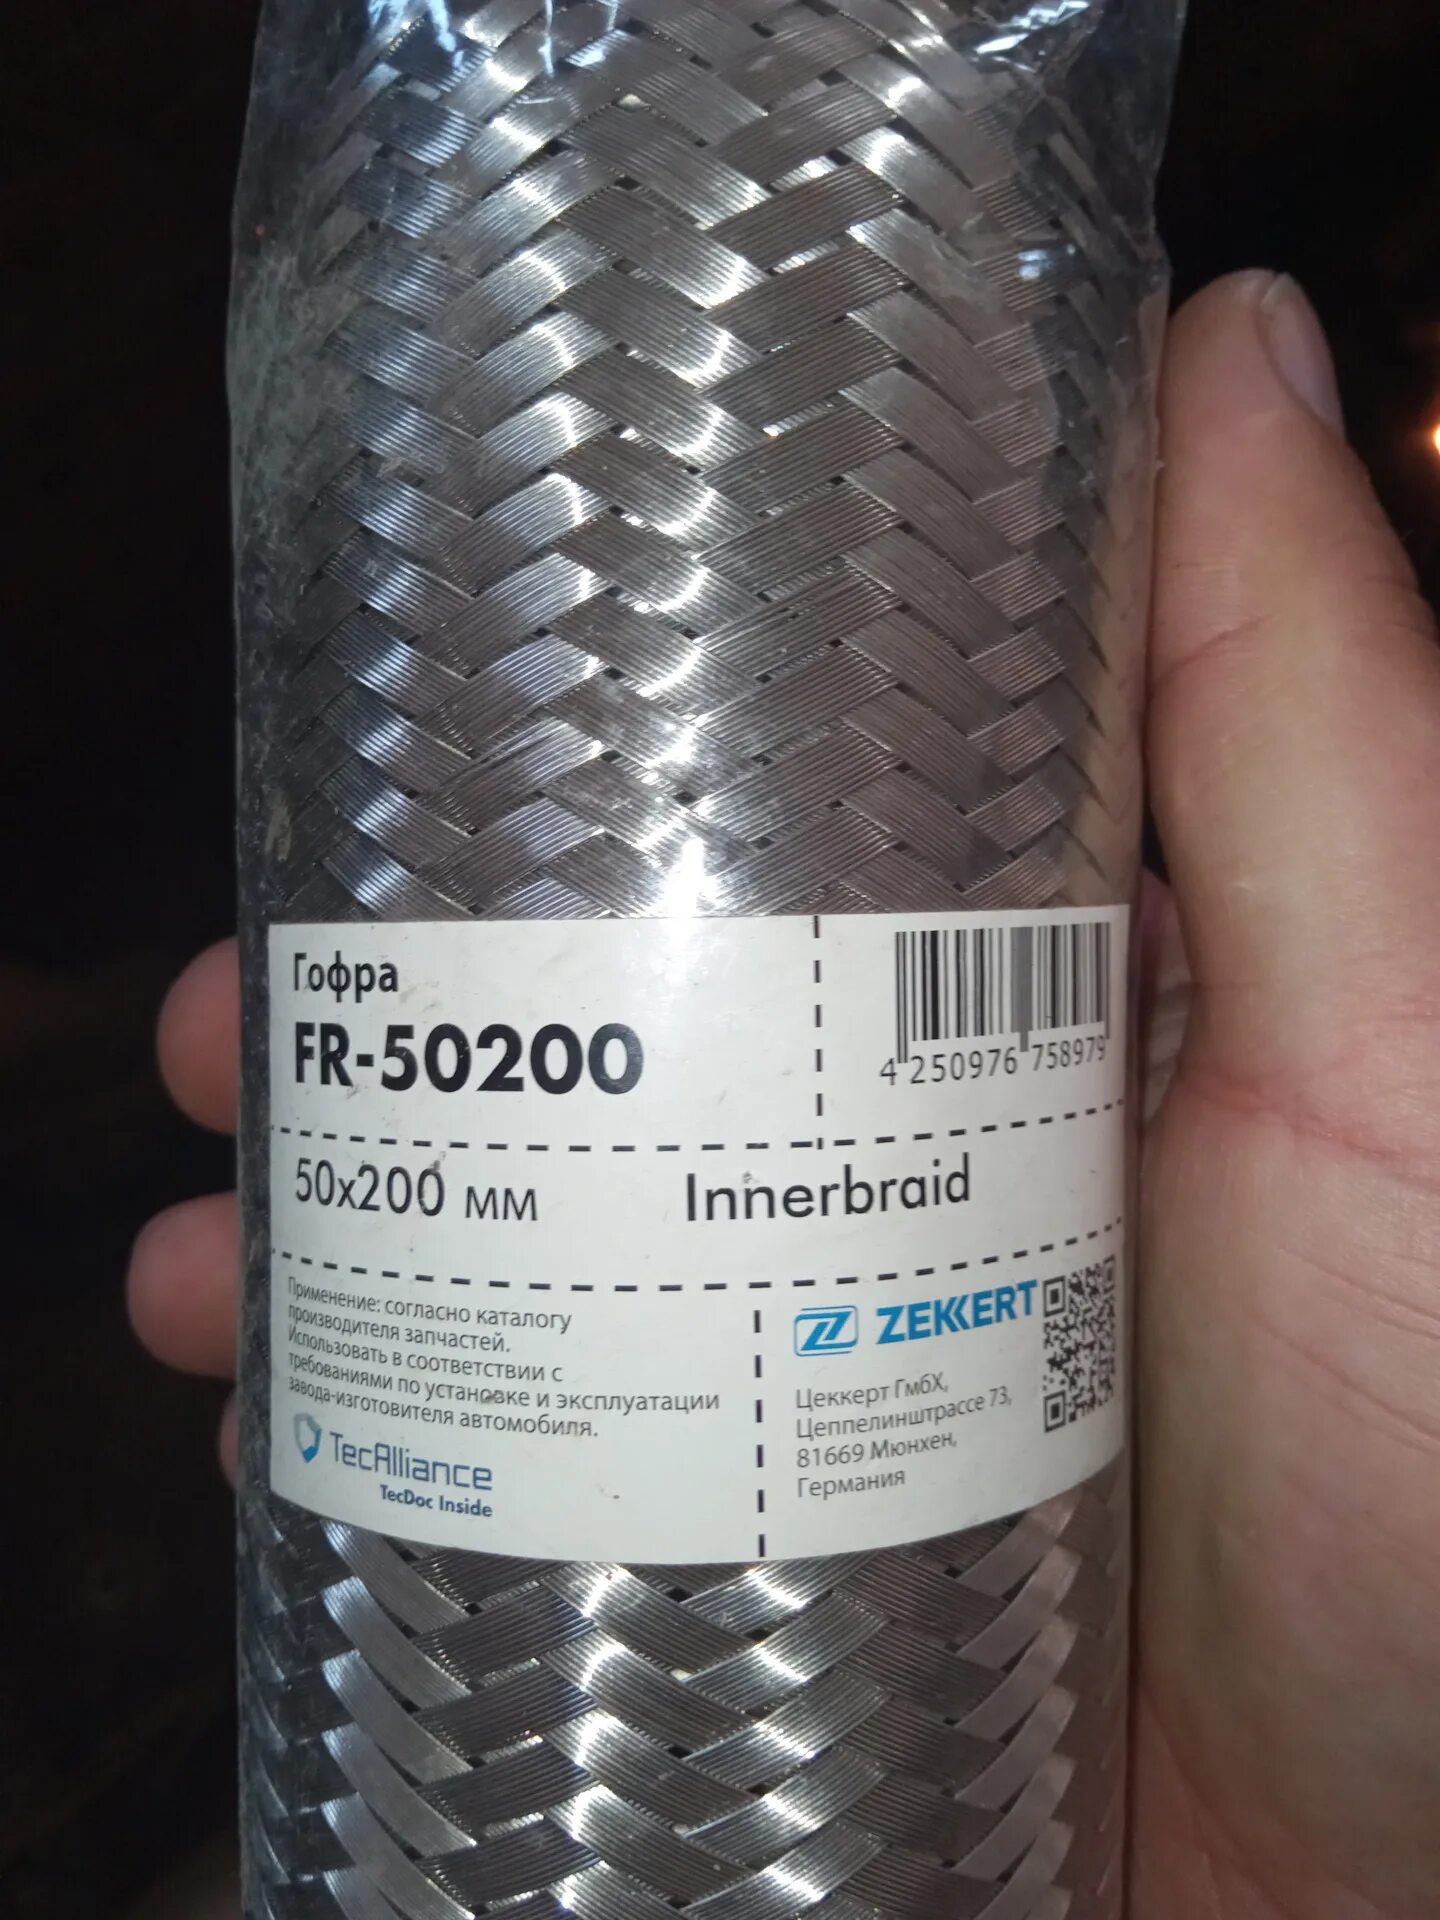 Гофра
FR-50200
4 250976 758979
50x200 мм
Innerbraid
Применение: согласно каталогу
производителя запчастей.
Использовать в соответствии с
требованиями по установке и эксплуатации
завода-изготовителя автомобиля.
TecAlliance
TecDoc Inside
ZEKKERT
Цеккерт ГмбХ,
Цеппелинштрассе 73,
81669 Мюнхен,
Германия